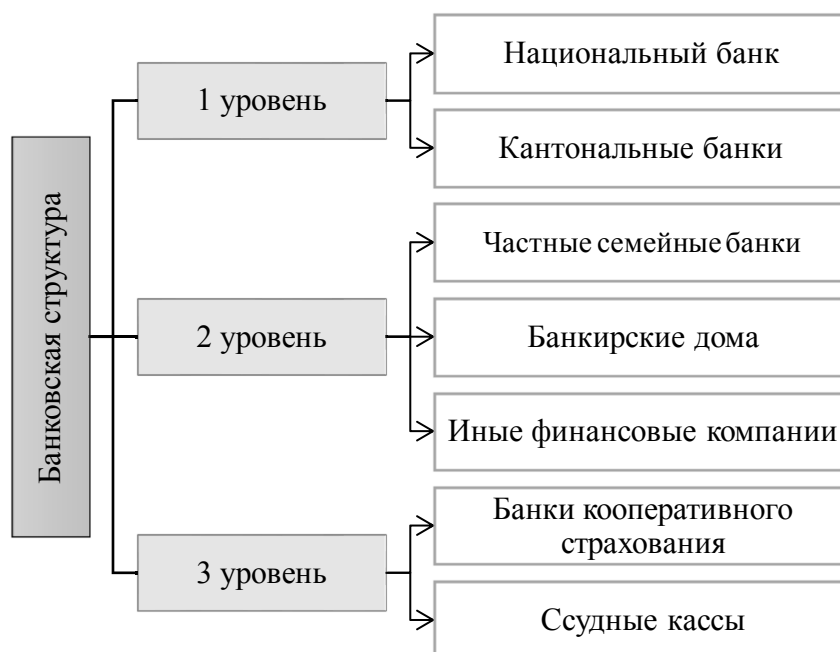 Банковская структура
1 уровень
Национальный банк
Кантональные банки
2 уровень
Частные семейные банки
Банкирские дома
Иные финансовые компании
3 уровень
Банки кооперативного
страхования
Ссудные кассы